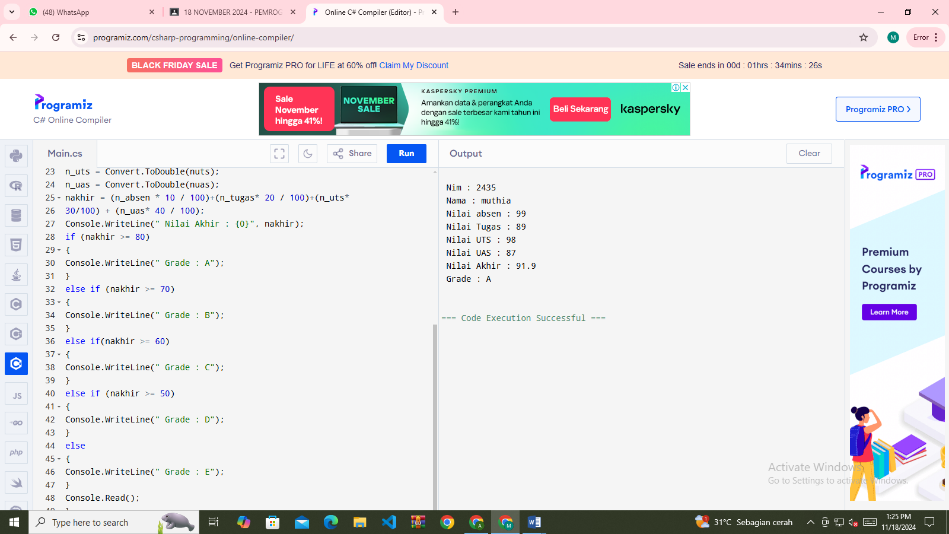 (48) WhatsApp
18 NOVEMBER 2024 - PEMROG
Online C# Compiler (Editor) - Pr
programiz.com/csharp-programming/online-compiler/
M
Error
BLACK FRIDAY SALE Get Programiz PRO for LIFE at 60% off! Claim My Discount
Sale ends in 00d : 01hrs : 34mins : 26s
Programiz
C# Online Compiler
Sale
November
hingga 41%!
NOVEMBER
SALE
KASPERSKY PREMIUM
Amankan data & perangkat Anda
dengan sale terbesar kami tahun ini
hingga 41%!
Beli Sekarang
kaspersky
Programiz PRO
Main.cs
Share
Run
Output
Clear
23 n_uts = Convert.ToDouble(nuts);
24 n_uas = Convert.ToDouble(nuas);
25 nakhir = (n_absen * 10 / 100)+(n_tugas* 20 / 100)+(n_uts*
26 30/100) + (n_uas* 40 / 100);
27 Console.WriteLine(" Nilai Akhir : {0}", nakhir);
28 if (nakhir >= 80)
29 {
30 Console.WriteLine(" Grade : A");
31 }
32 else if (nakhir >= 70)
33 {
34 Console.WriteLine(" Grade : B");
35 }
36 else if(nakhir >= 60)
37 {
38 Console.WriteLine(" Grade : C");
39 }
40 else if (nakhir >= 50)
41 {
42 Console.WriteLine(" Grade : D");
43 }
44 else
45 {
46 Console.WriteLine(" Grade : E");
47 }
48 Console.Read();
Nim : 2435
Nama : muthia
Nilai absen : 99
Nilai Tugas : 89
Nilai UTS : 98
Nilai UAS : 87
Nilai Akhir : 91.9
Grade : A
=== Code Execution Successful ===
JS
php
Programiz PRO
Premium
Courses by
Programiz
Learn More
Activate Windows
Go to Settings to activate Windows.
Type here to search
31°C Sebagian cerah
1:25 PM
11/18/2024